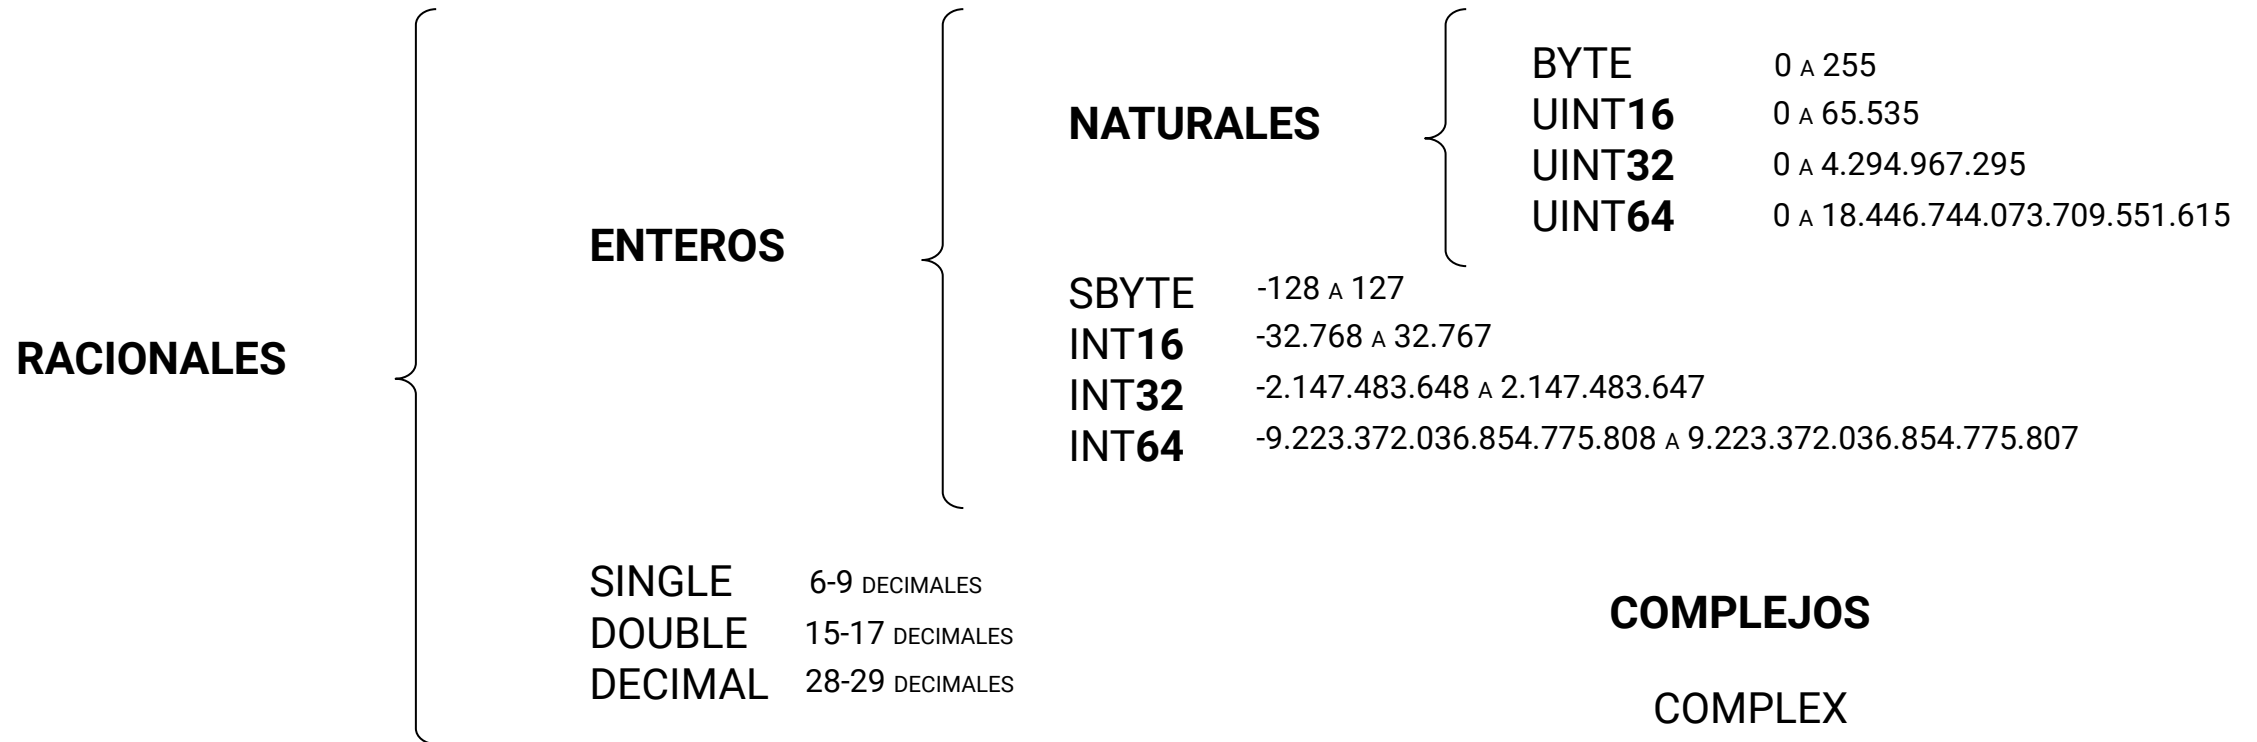 RACIONALES
ENTEROS
NATURALES
BYTE 0 A 255
UINT16 0 A 65.535
UINT32 0 A 4.294.967.295
UINT64 0 A 18.446.744.073.709.551.615
SBYTE -128 A 127
INT16 -32.768 A 32.767
INT32 -2.147.483.648 A 2.147.483.647
INT64 -9.223.372.036.854.775.808 A 9.223.372.036.854.775.807
SINGLE 6-9 DECIMALES
DOUBLE 15-17 DECIMALES
DECIMAL 28-29 DECIMALES
COMPLEJOS
COMPLEX